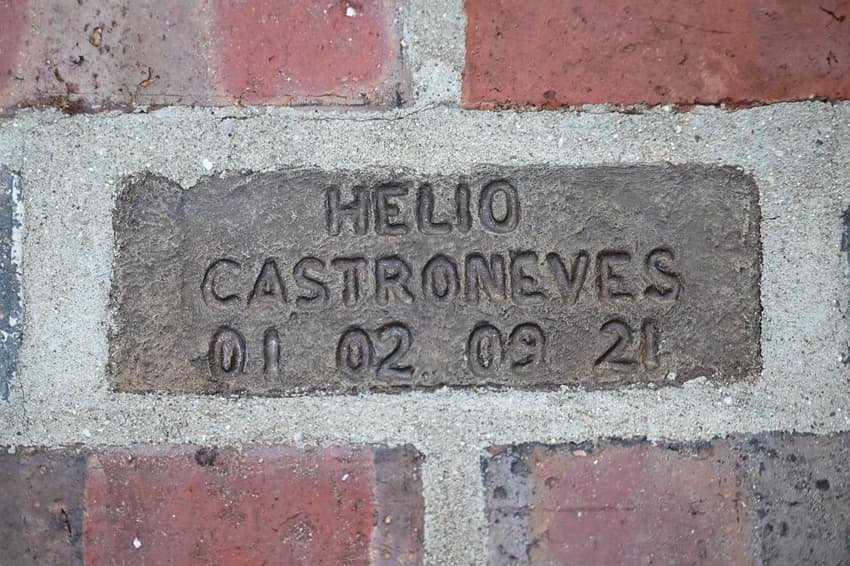 HELIO
CASTRONEVES
01 02 09 21